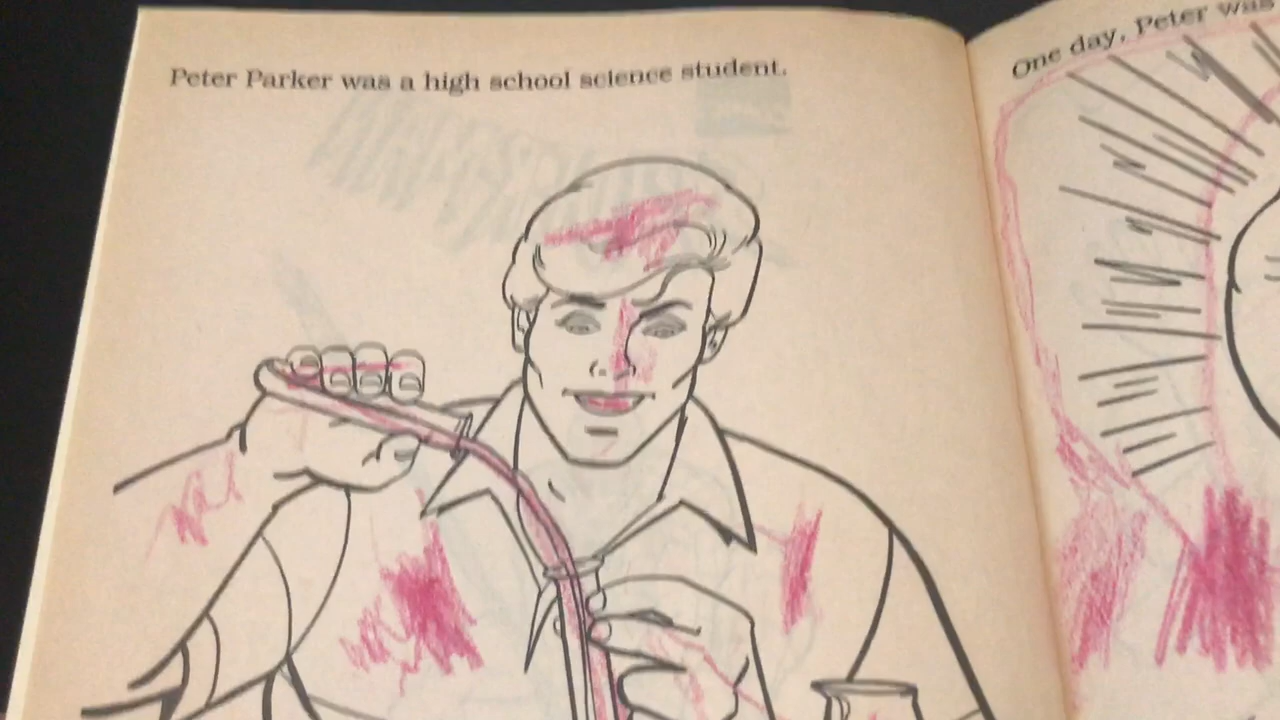 Peter Parker was a high school science student.
One day, Peter was